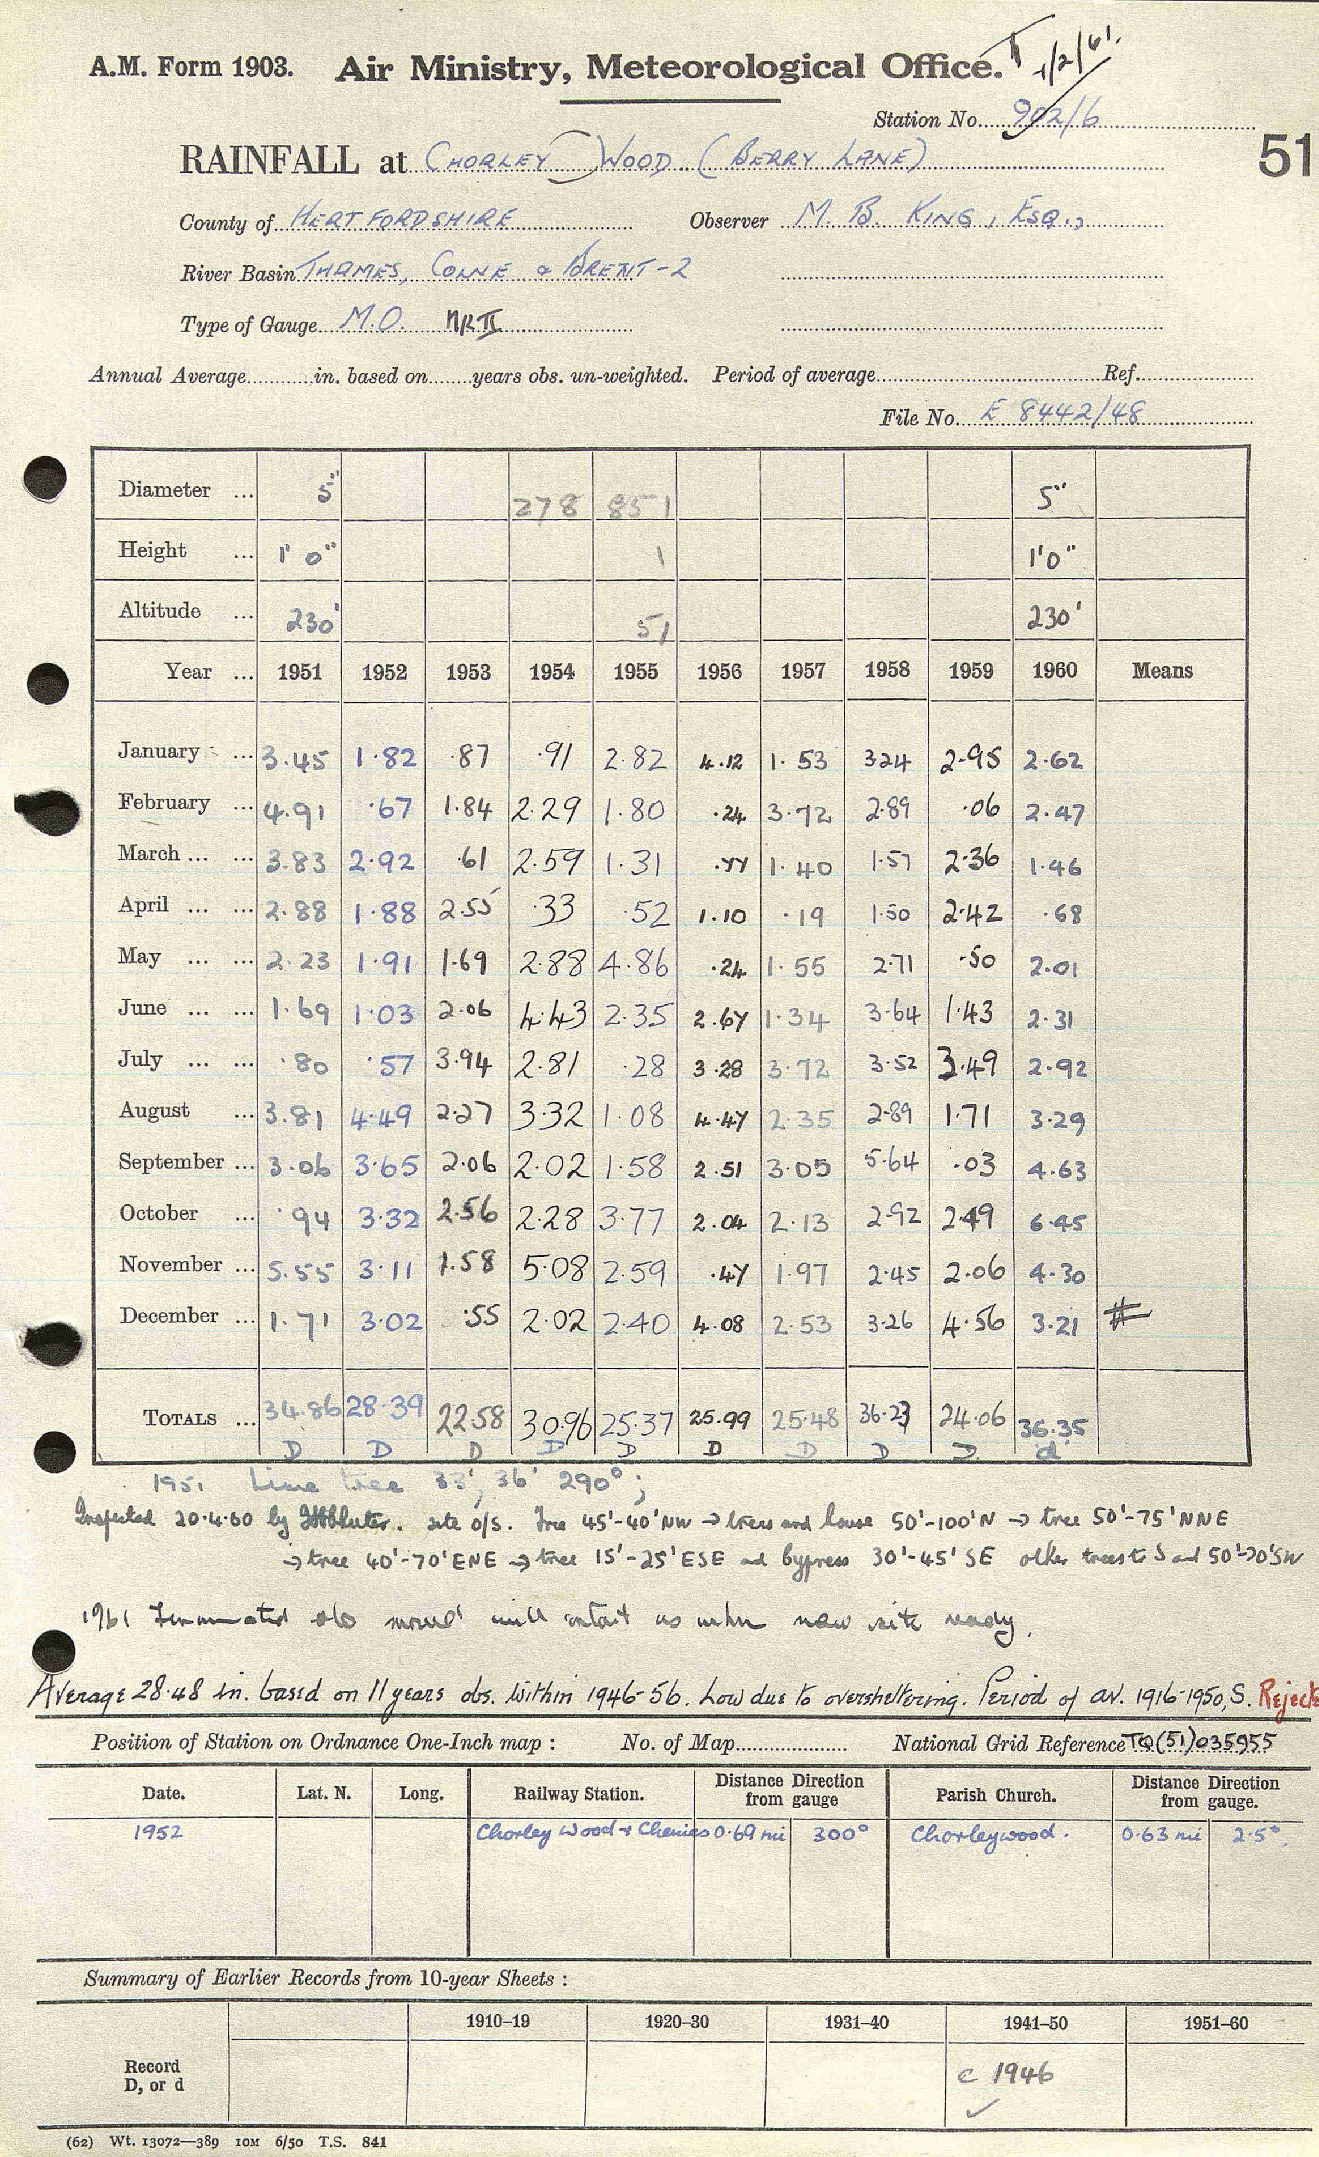 A.M. Form 1903. Air Ministry, Meteorological Office. 1/2/61.
Station No. 902/6
51
RAINFALL at CHORLEY WOOD (BERRY LANE)
County of HERTFORDSHIRE Observer M. B. KING, ESQ.,
River Basin THAMES, COLNE & BRENT-2
Type of Gauge M.O. MK II
Annual Average in. based on years obs. un-weighted. Period of average Ref.
File No. E 8442/48
Diameter ... 5" 278 851 5"
Height ... 1' 0" 1 1'0"
Altitude ... 230' 51 230'
Year ... 1951 1952 1953 1954 1955 1956 1957 1958 1959 1960 Means
January ... 3.45 1.82 .87 .91 2.82 4.12 1.53 3.24 2.95 2.62
February ... 4.91 .67 1.84 2.29 1.80 .24 3.72 2.89 .06 2.47
March ... ... 3.83 2.92 .61 2.59 1.31 .77 1.40 1.57 2.36 1.46
April ... ... 2.88 1.88 2.55 .33 .52 1.10 .19 1.50 2.42 .68
May ... ... 2.23 1.91 1.69 2.88 4.86 .24 1.55 2.71 .50 2.01
June ... ... 1.69 1.03 2.06 4.43 2.35 2.67 1.34 3.64 1.43 2.31
July ... ... .80 .57 3.94 2.81 .28 3.28 3.72 3.52 3.49 2.92
August ... 3.81 4.49 2.27 3.32 1.08 4.47 2.35 2.89 1.71 3.29
September ... 3.06 3.65 2.06 2.02 1.58 2.51 3.05 5.64 .03 4.63
October ... .94 3.32 2.56 2.28 3.77 2.04 2.13 2.92 2.49 6.45
November ... 5.55 3.11 1.58 5.08 2.59 .47 1.97 2.45 2.06 4.30
December ... 1.71 3.02 .55 2.02 2.40 4.08 2.53 3.26 4.56 3.21 #
TOTALS ... 34.86 28.39 22.58 30.96 25.37 25.99 25.48 36.23 24.06 36.35
D D D D D D D D D d
1951 Lime tree 33', 36' 290°;
Inspected 20.4.60 by site o/s. Tree 45'-40'NW → trees and house 50'-100'N → tree 50'-75'NNE
→ tree 40'-70'ENE → tree 15'-25'ESE and cypress 30'-45'SE other trees to S and 50'-70'SW
1961 Terminated obs moved will contact us when new site ready.
Average 28.48 in. based on 11 years obs. within 1946-56. Low due to oversheltering. Period of av. 1916-1950, S. Reject
Position of Station on Ordnance One-Inch map : No. of Map National Grid Reference TQ(51)035955
Date. Lat. N. Long. Railway Station. Distance from gauge Direction Parish Church. Distance Direction from gauge.
1952 Chorley Wood & Chenies 0.69 mi 300° Chorleywood. 0.63 mi 2.5°.
Summary of Earlier Records from 10-year Sheets :
1910–19 1920–30 1931–40 1941–50 1951–60
Record D, or d c 1946
(62) Wt. 13072—389 10M 6/50 T.S. 841